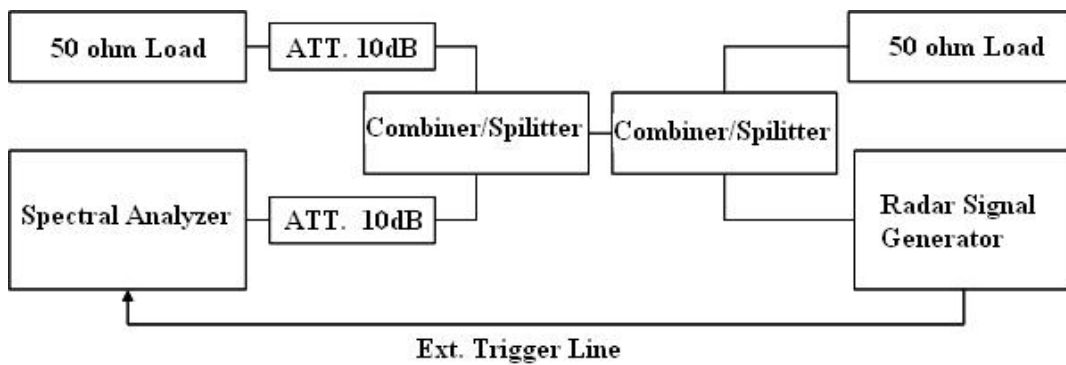 50 ohm Load
ATT. 10dB
50 ohm Load
Combiner/Spilitter
Combiner/Spilitter
Spectral Analyzer
ATT. 10dB
Radar Signal
Generator
Ext. Trigger Line